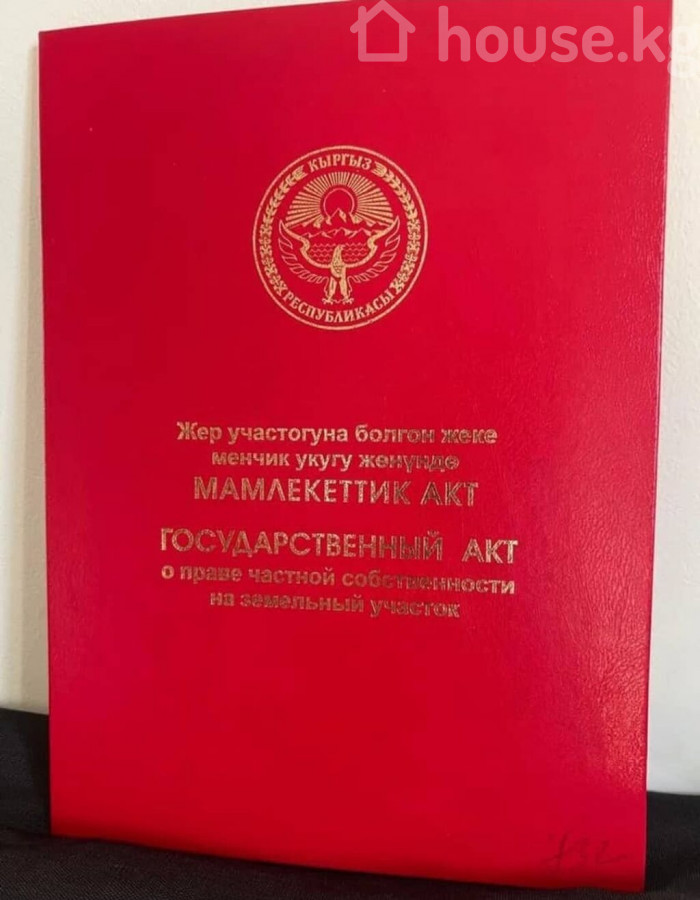 house.kg
КЫРГЫЗ
РЕСПУБЛИКАСЫ
Жер участогуна болгон жеке
менчик укугу жөнүндө
МАМЛЕКЕТТИК АКТ
ГОСУДАРСТВЕННЫЙ АКТ
о праве частной собственности
на земельный участок